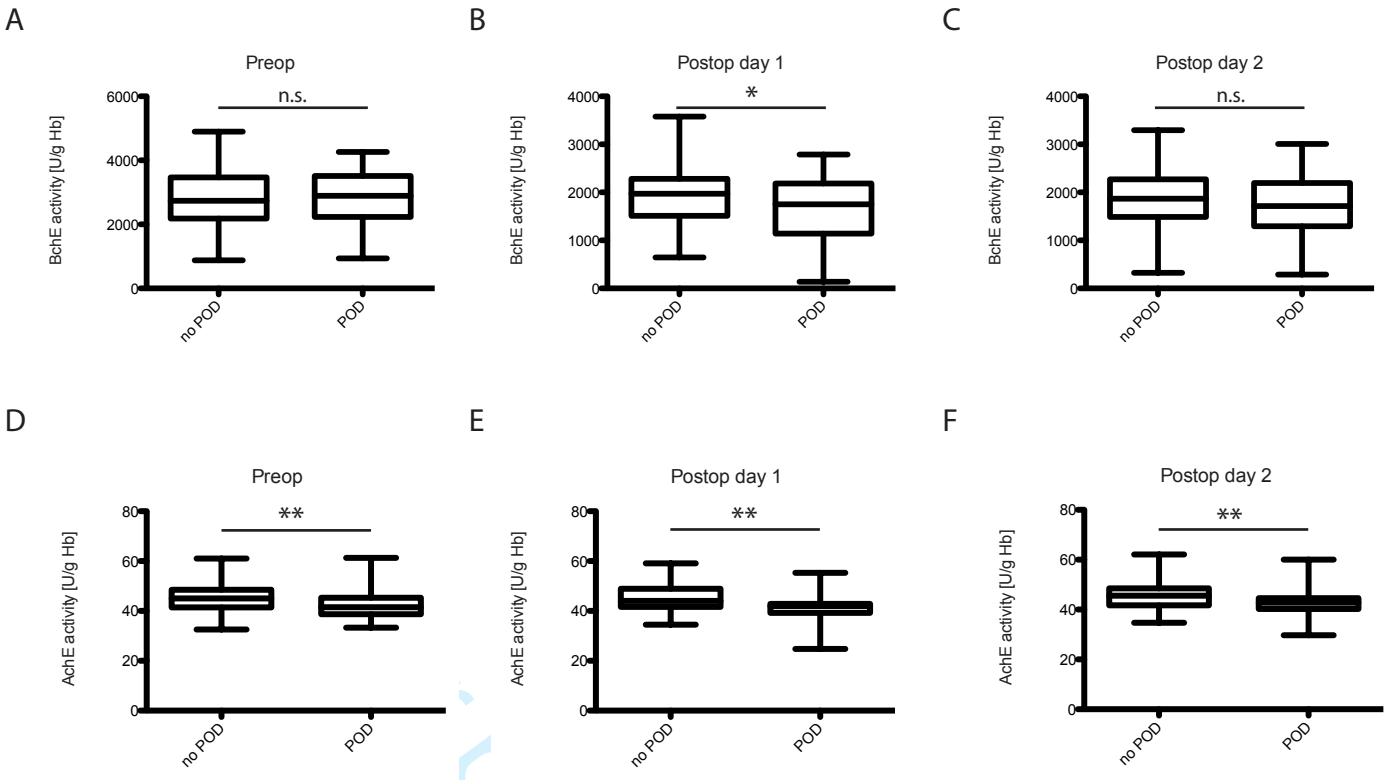 A
B
C
Preop
Postop day 1
Postop day 2
n.s.
*
n.s.
BchE activity [U/g Hb]
6000
4000
2000
0
no POD
POD
BchE activity [U/g Hb]
4000
3000
2000
1000
0
no POD
POD
BchE activity [U/g Hb]
4000
3000
2000
1000
0
no POD
POD
D
E
F
Preop
Postop day 1
Postop day 2
**
**
**
AchE activity [U/g Hb]
80
60
40
20
0
no POD
POD
AchE activity [U/g Hb]
80
60
40
20
0
no POD
POD
AchE activity [U/g Hb]
80
60
40
20
0
no POD
POD